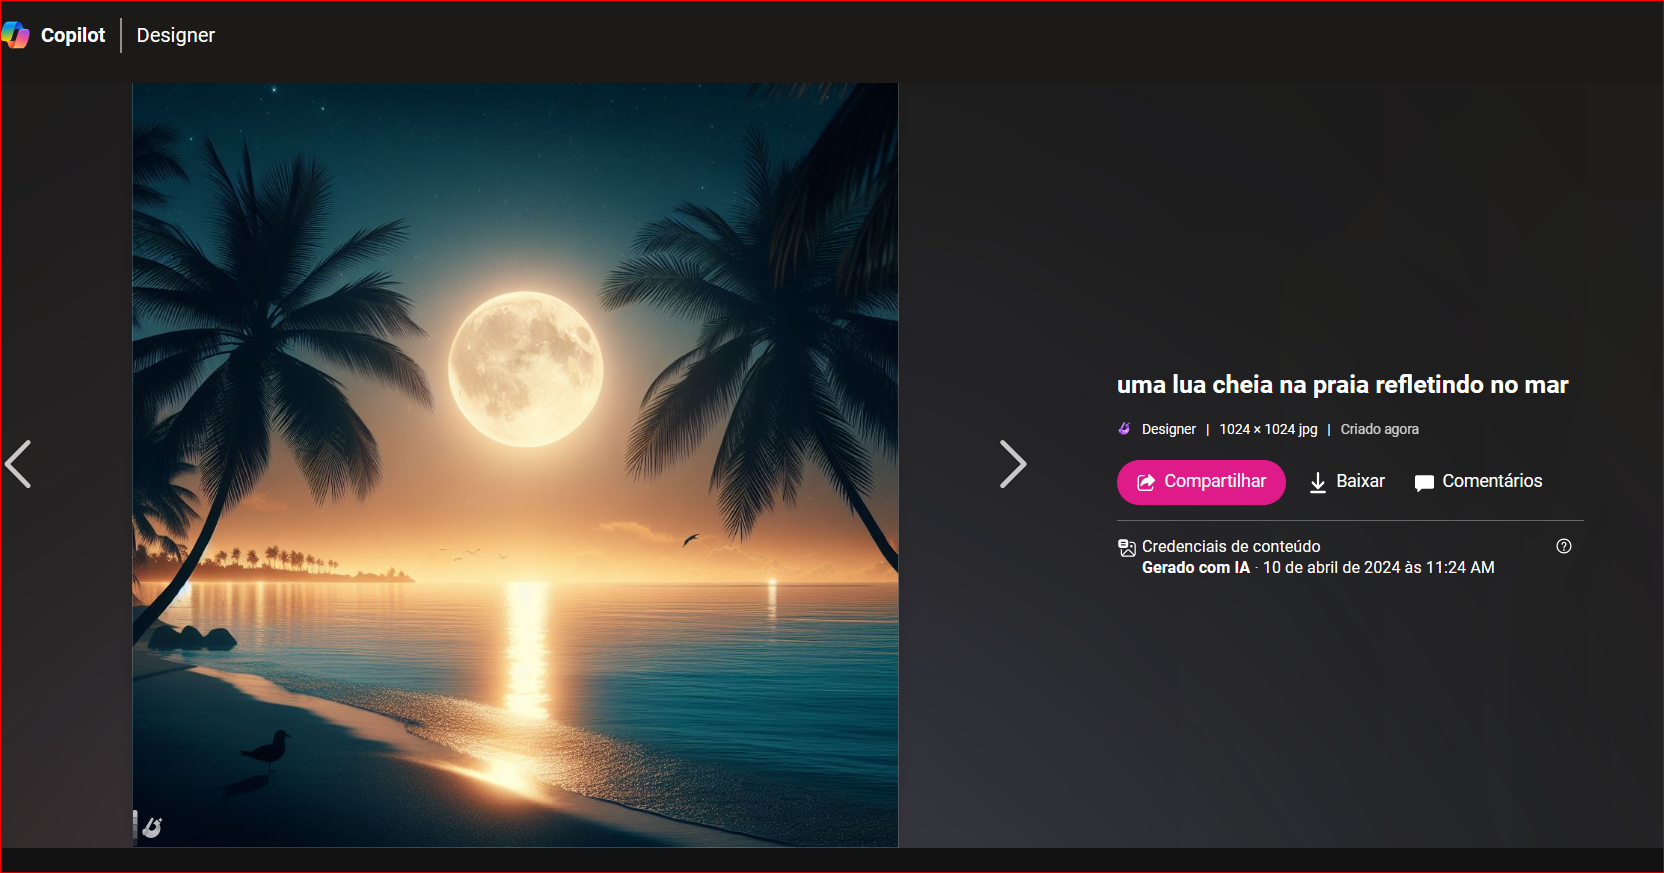 Copilot | Designer
uma lua cheia na praia refletindo no mar
Designer | 1024 × 1024 jpg | Criado agora
Compartilhar Baixar Comentários
Credenciais de conteúdo
Gerado com IA · 10 de abril de 2024 às 11:24 AM